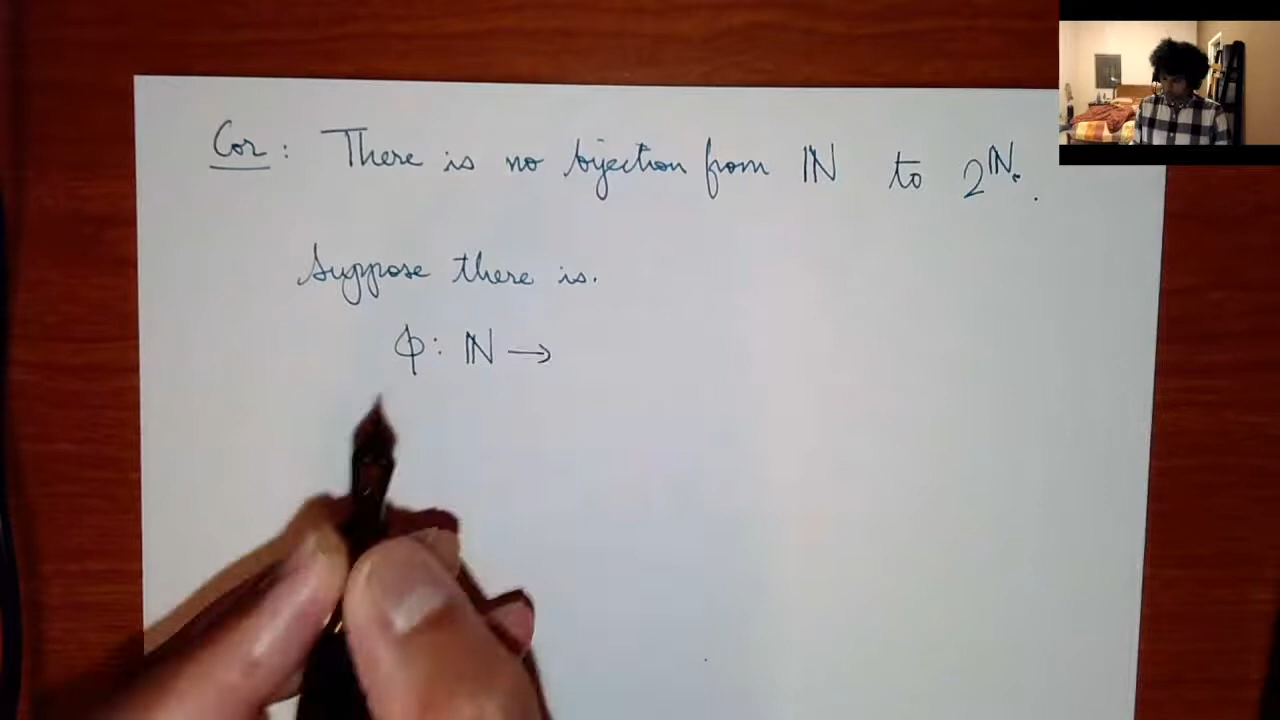 Cor: There is no bijection from ℕ to 2^ℕ.
Suppose there is.
φ: ℕ →